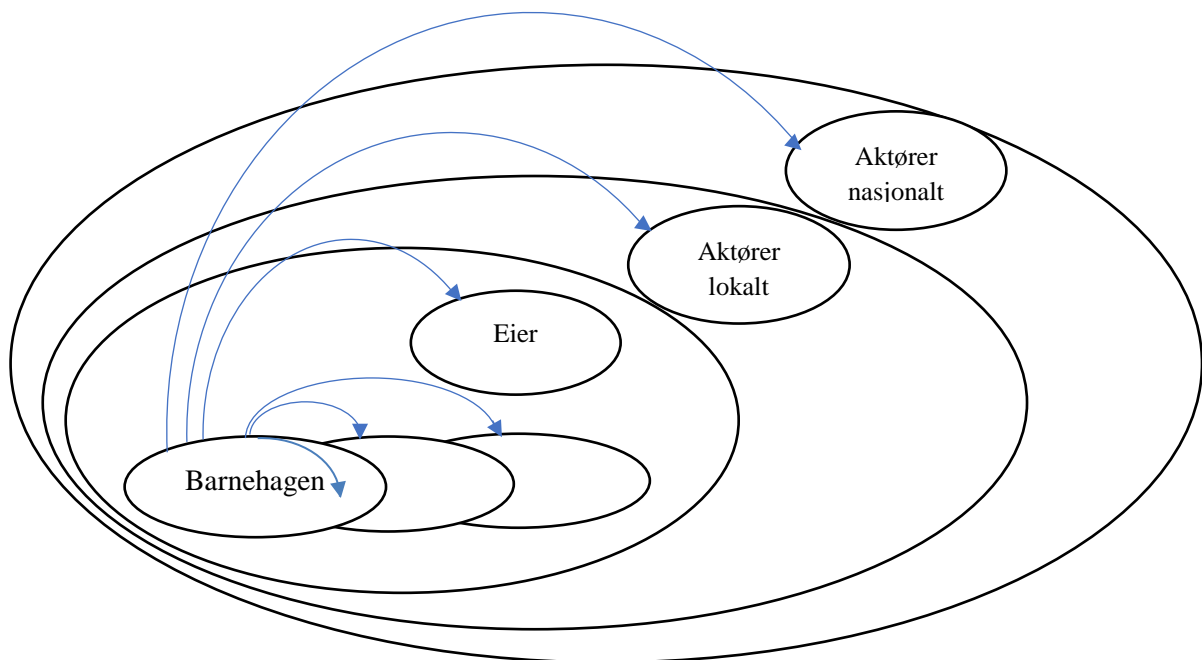 Aktører
nasjonalt
Aktører
lokalt
Eier
Barnehagen